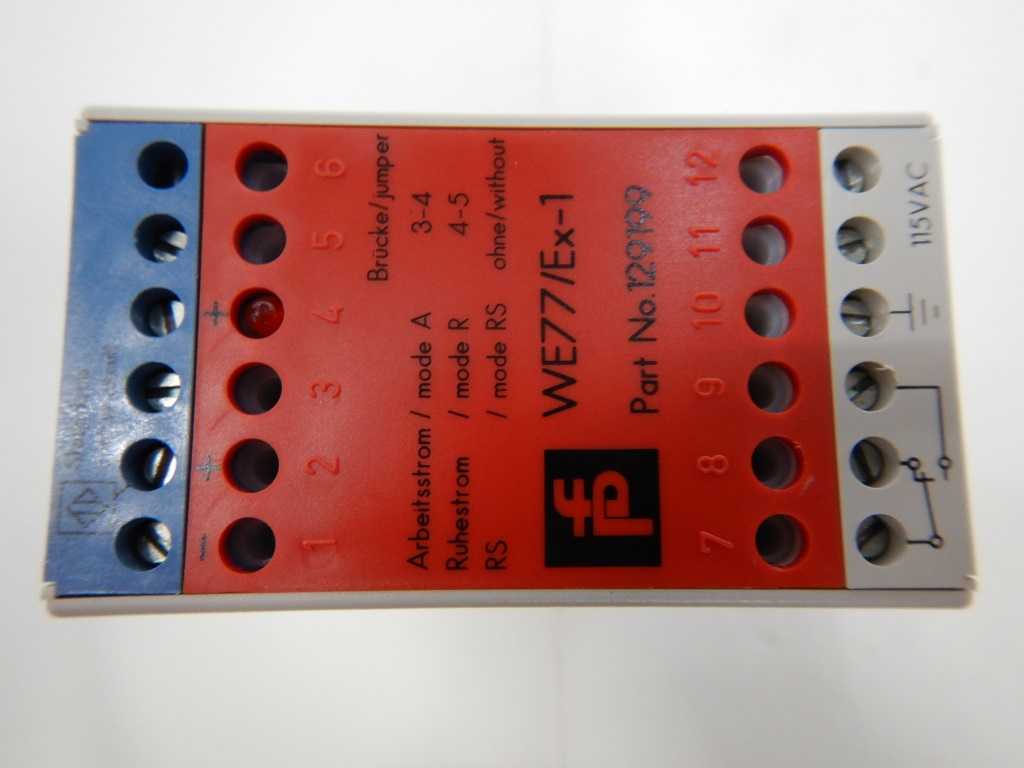 6
5
4
3
2
1
+
+
-
Brücke/jumper
Arbeitsstrom / mode A 3-4
Ruhestrom / mode R 4-5
RS / mode RS ohne/without
WE77/Ex-1
Part No. 129199
fp
12
11
10
9
8
7
115VAC